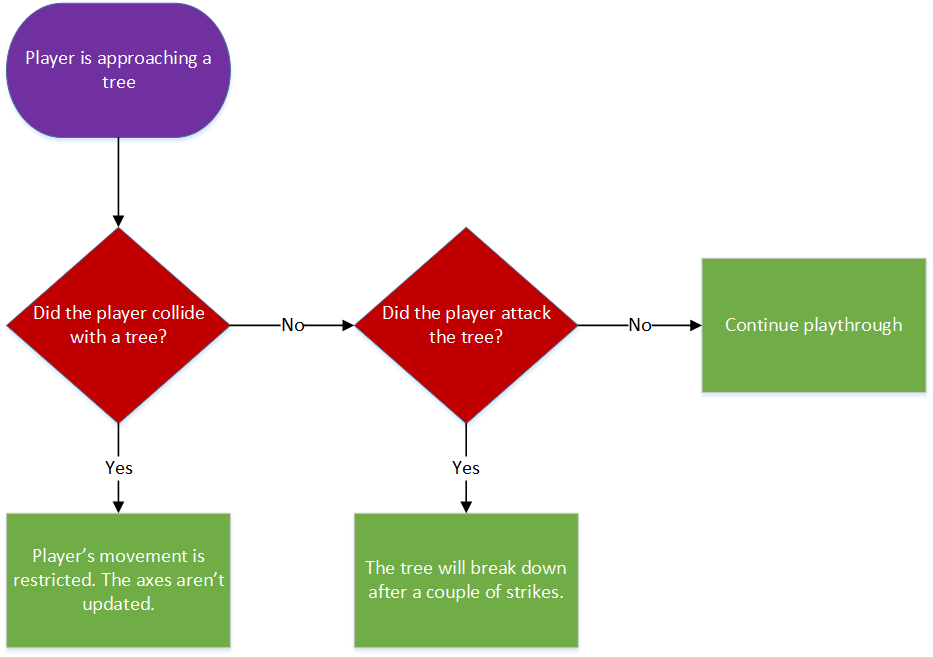 Player is approaching a
tree
Did the player collide
with a tree?
No
Did the player attack
the tree?
No
Continue playthrough
Yes
Yes
Player’s movement is
restricted. The axes aren’t
updated.
The tree will break down
after a couple of strikes.